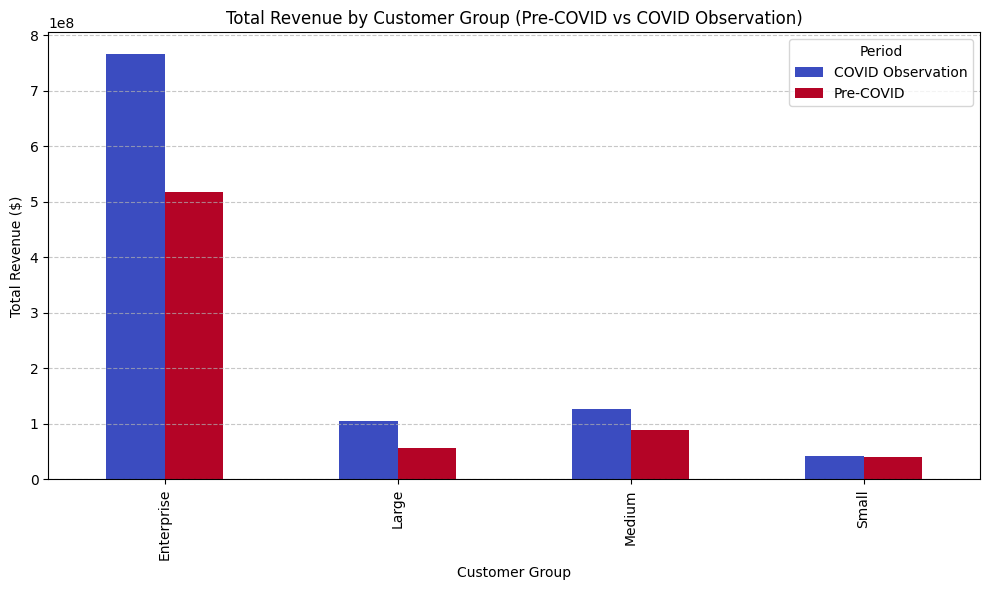 Total Revenue by Customer Group (Pre-COVID vs COVID Observation)
1e8
8
7
6
5
4
3
2
1
0
Total Revenue ($)
Period
COVID Observation
Pre-COVID
Enterprise
Large
Medium
Small
Customer Group